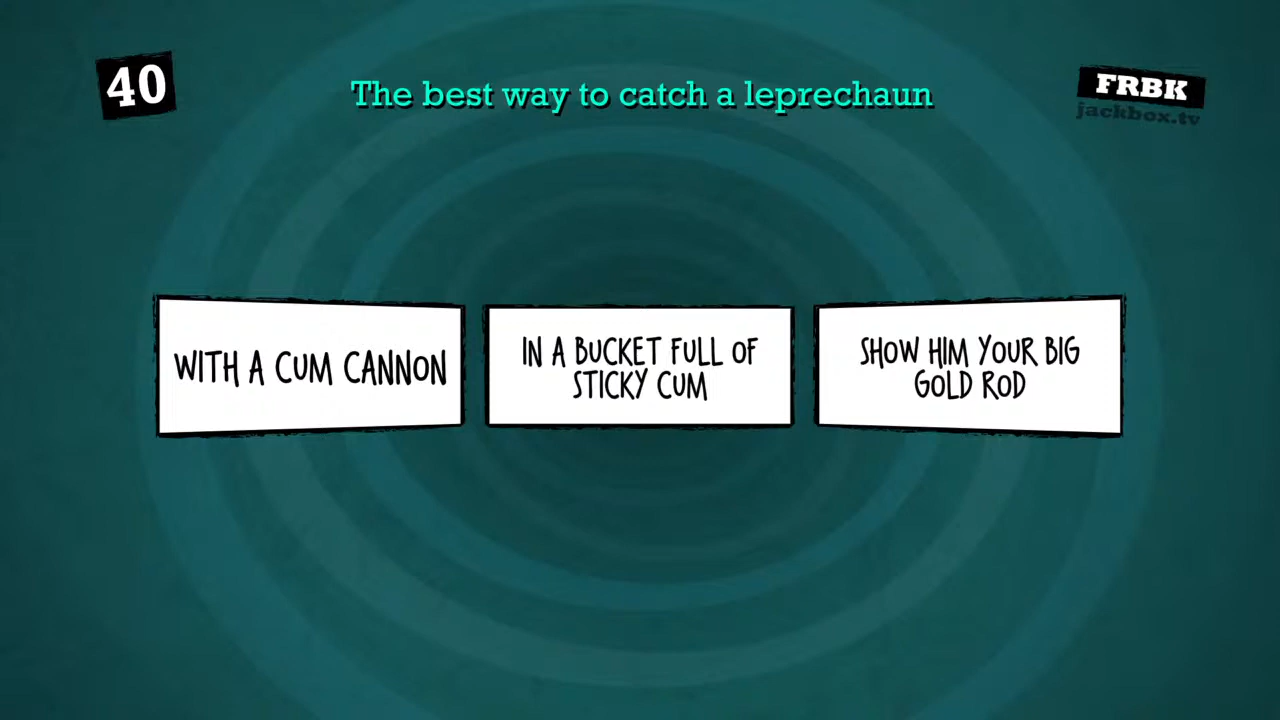 40
The best way to catch a leprechaun
FRBK
jackbox.tv
WITH A CUM CANNON
IN A BUCKET FULL OF
STICKY CUM
SHOW HIM YOUR BIG
GOLD ROD